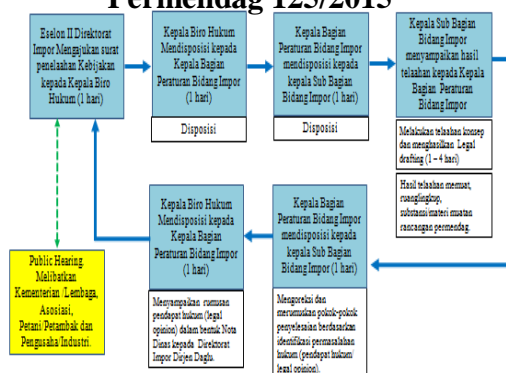 Permendag 125/2015
Eselon II Direktorat
Impor Mengajukan surat
penelaahan Kebijakan
kepada Kepala Biro
Hukum (1 hari)
Kepala Biro Hukum
Mendisposisi kepada
Kepala Bagian
Peraturan Bidang Impor
(1 hari)
Disposisi
Kepala Bagian
Peraturan Bidang Impor
mendisposisi kepada
kepala Sub Bagian
Bidang Impor (1 hari)
Disposisi
Kepala Sub Bagian
Bidang Impor
menyampaikan hasil
telaahan kepada Kepala
Bagian Peraturan
Bidang Impor
Melakukan telaahan konsep
dan menghasilkan Legal
drafting (1 – 4 hari)
Hasil telaahan memuat,
ruanglingkup,
substansi/materi muatan
rancangan permendag.
Kepala Biro Hukum
Mendisposisi kepada
Kepala Bagian
Peraturan Bidang Impor
(1 hari)
Menyampaikan rumusan
pendapat hukum (legal
opinion) dalam bentuk Nota
Dinas kepada Direktorat
Impor Dirjen Daglu.
Kepala Bagian
Peraturan Bidang Impor
mendisposisi kepada
kepala Sub Bagian
Bidang Impor (1 hari)
Mengoreksi dan
merumuskan pokok-pokok
penyelesaian berdasarkan
identifikasi permasalahan
hukum (pendapat hukum/
legal opinion).
Public Hearing
Melibatkan
Kementerian /Lembaga,
Asosiasi,
Petani/Petambak dan
Pengusaha/Industri.